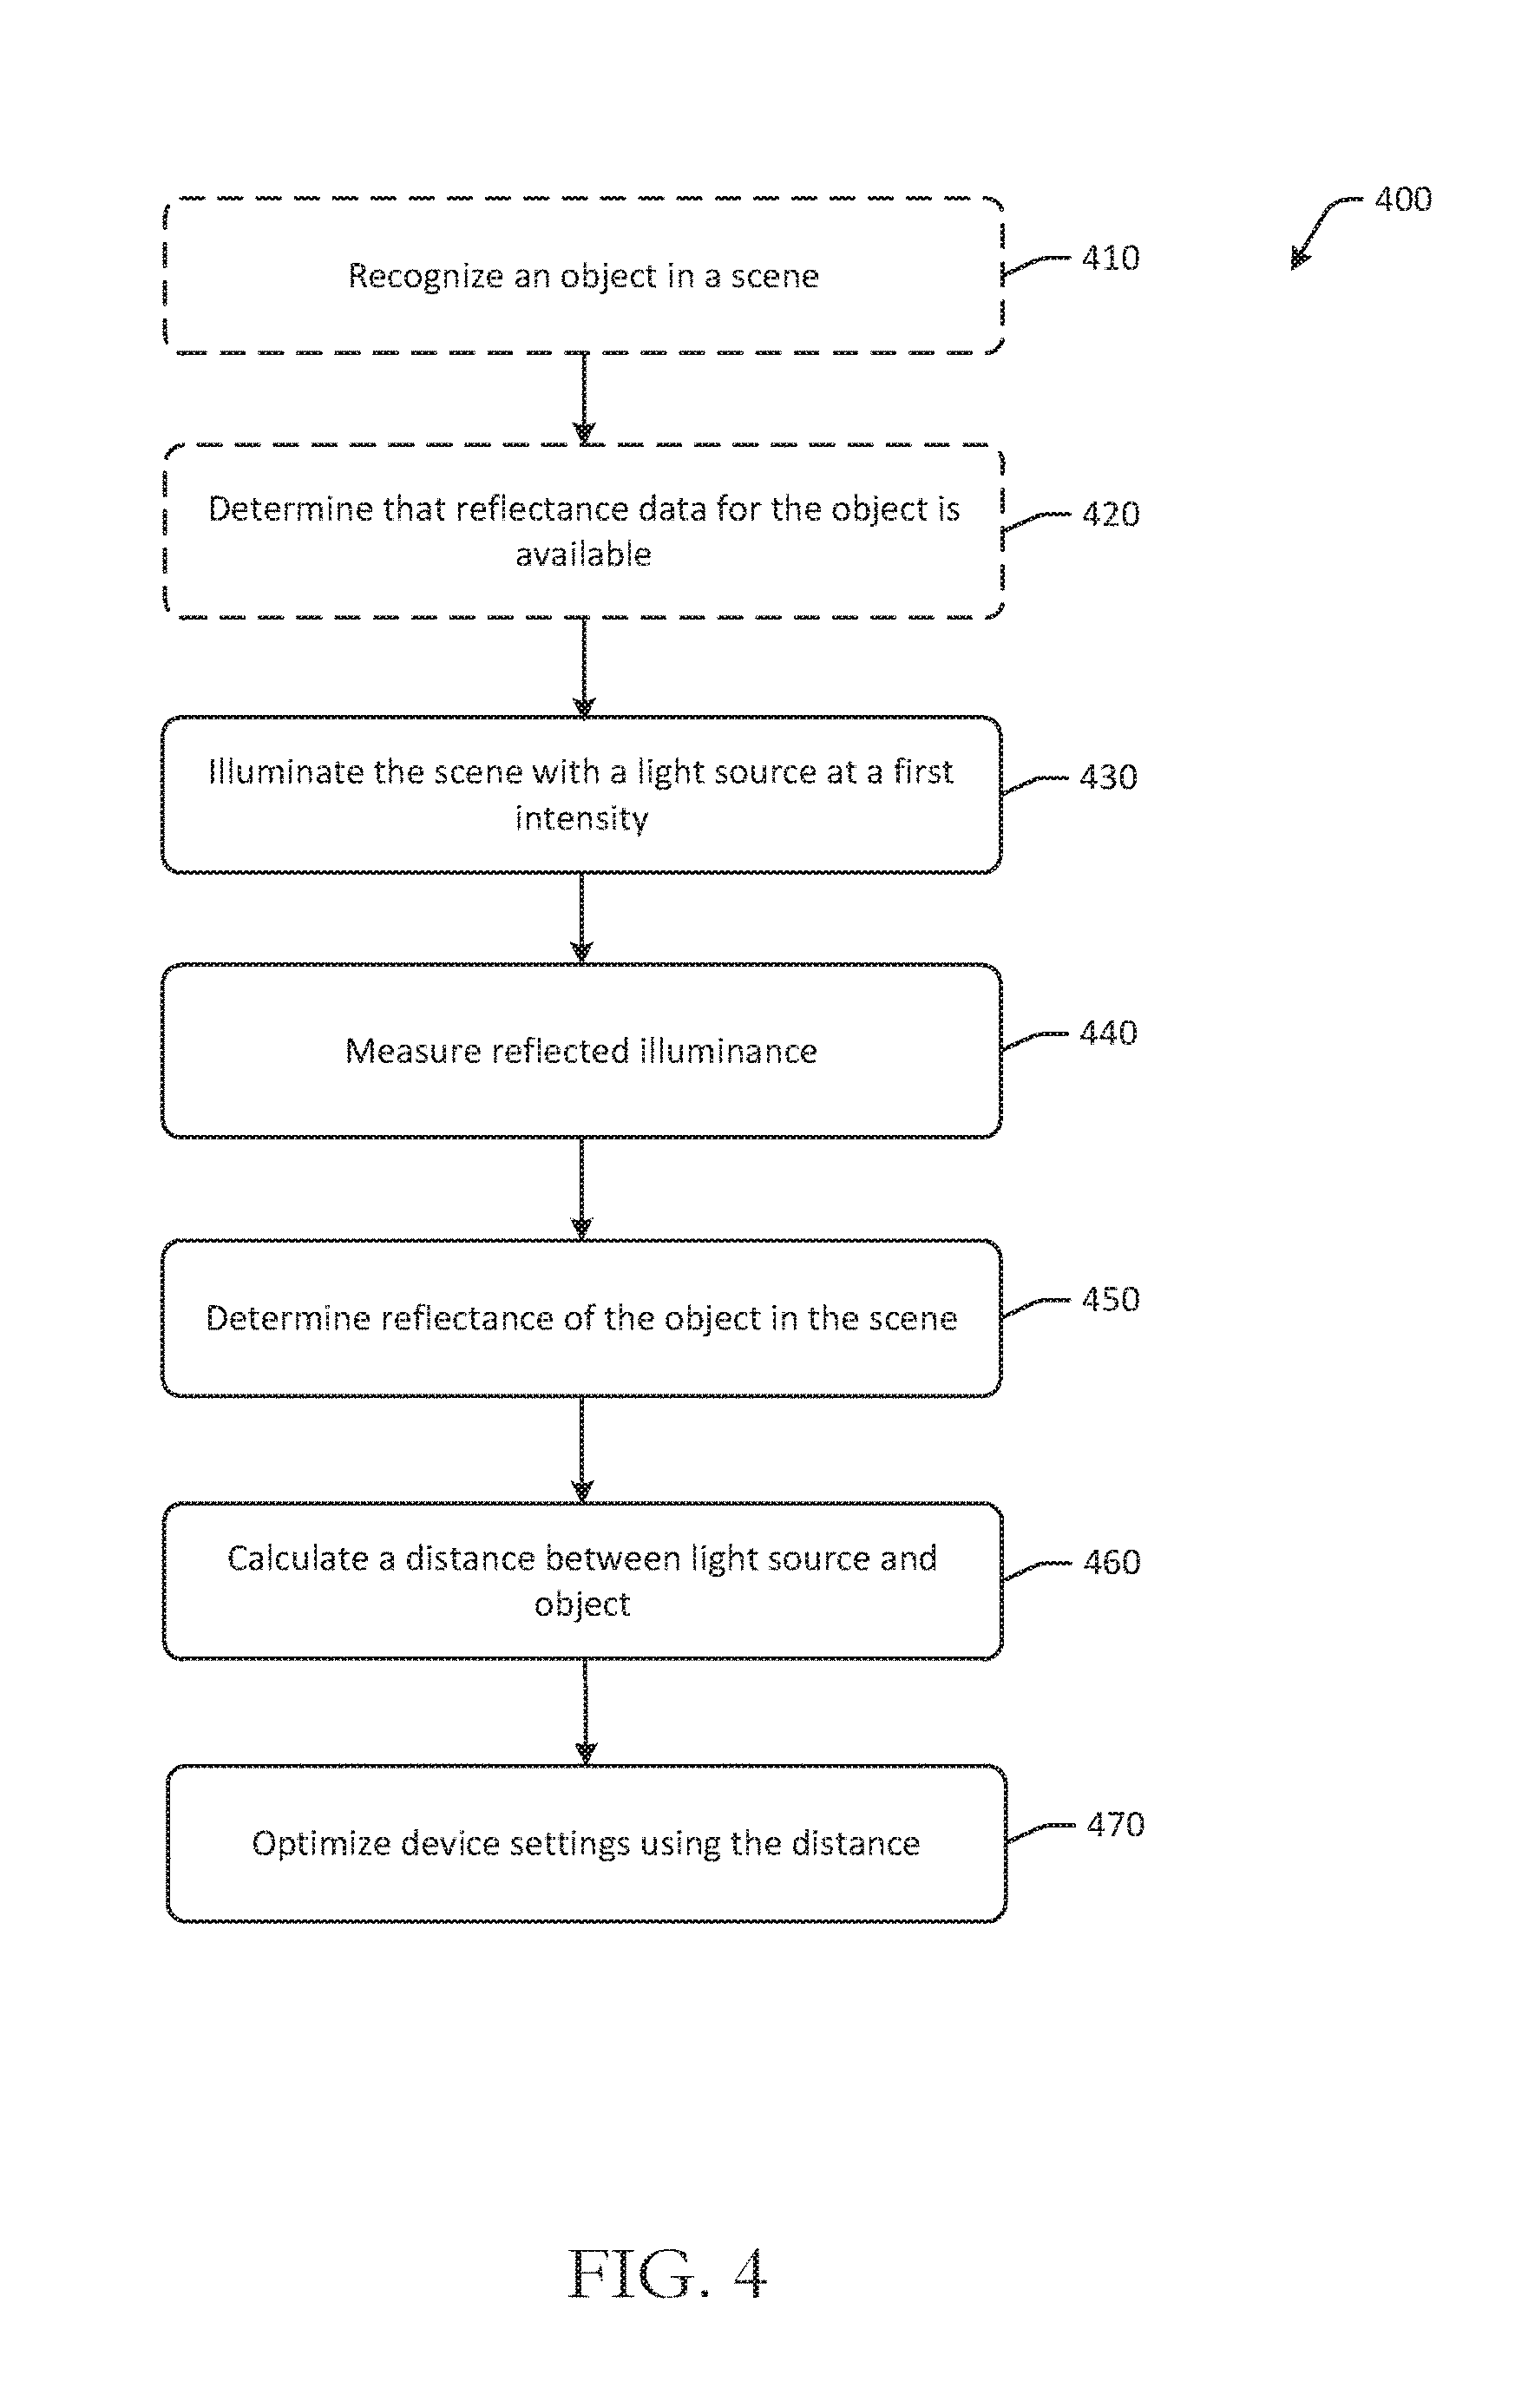 400
Recognize an object in a scene
410
Determine that reflectance data for the object is
available
420
Illuminate the scene with a light source at a first
intensity
430
Measure reflected illuminance
440
Determine reflectance of the object in the scene
450
Calculate a distance between light source and
object
460
Optimize device settings using the distance
470
FIG. 4